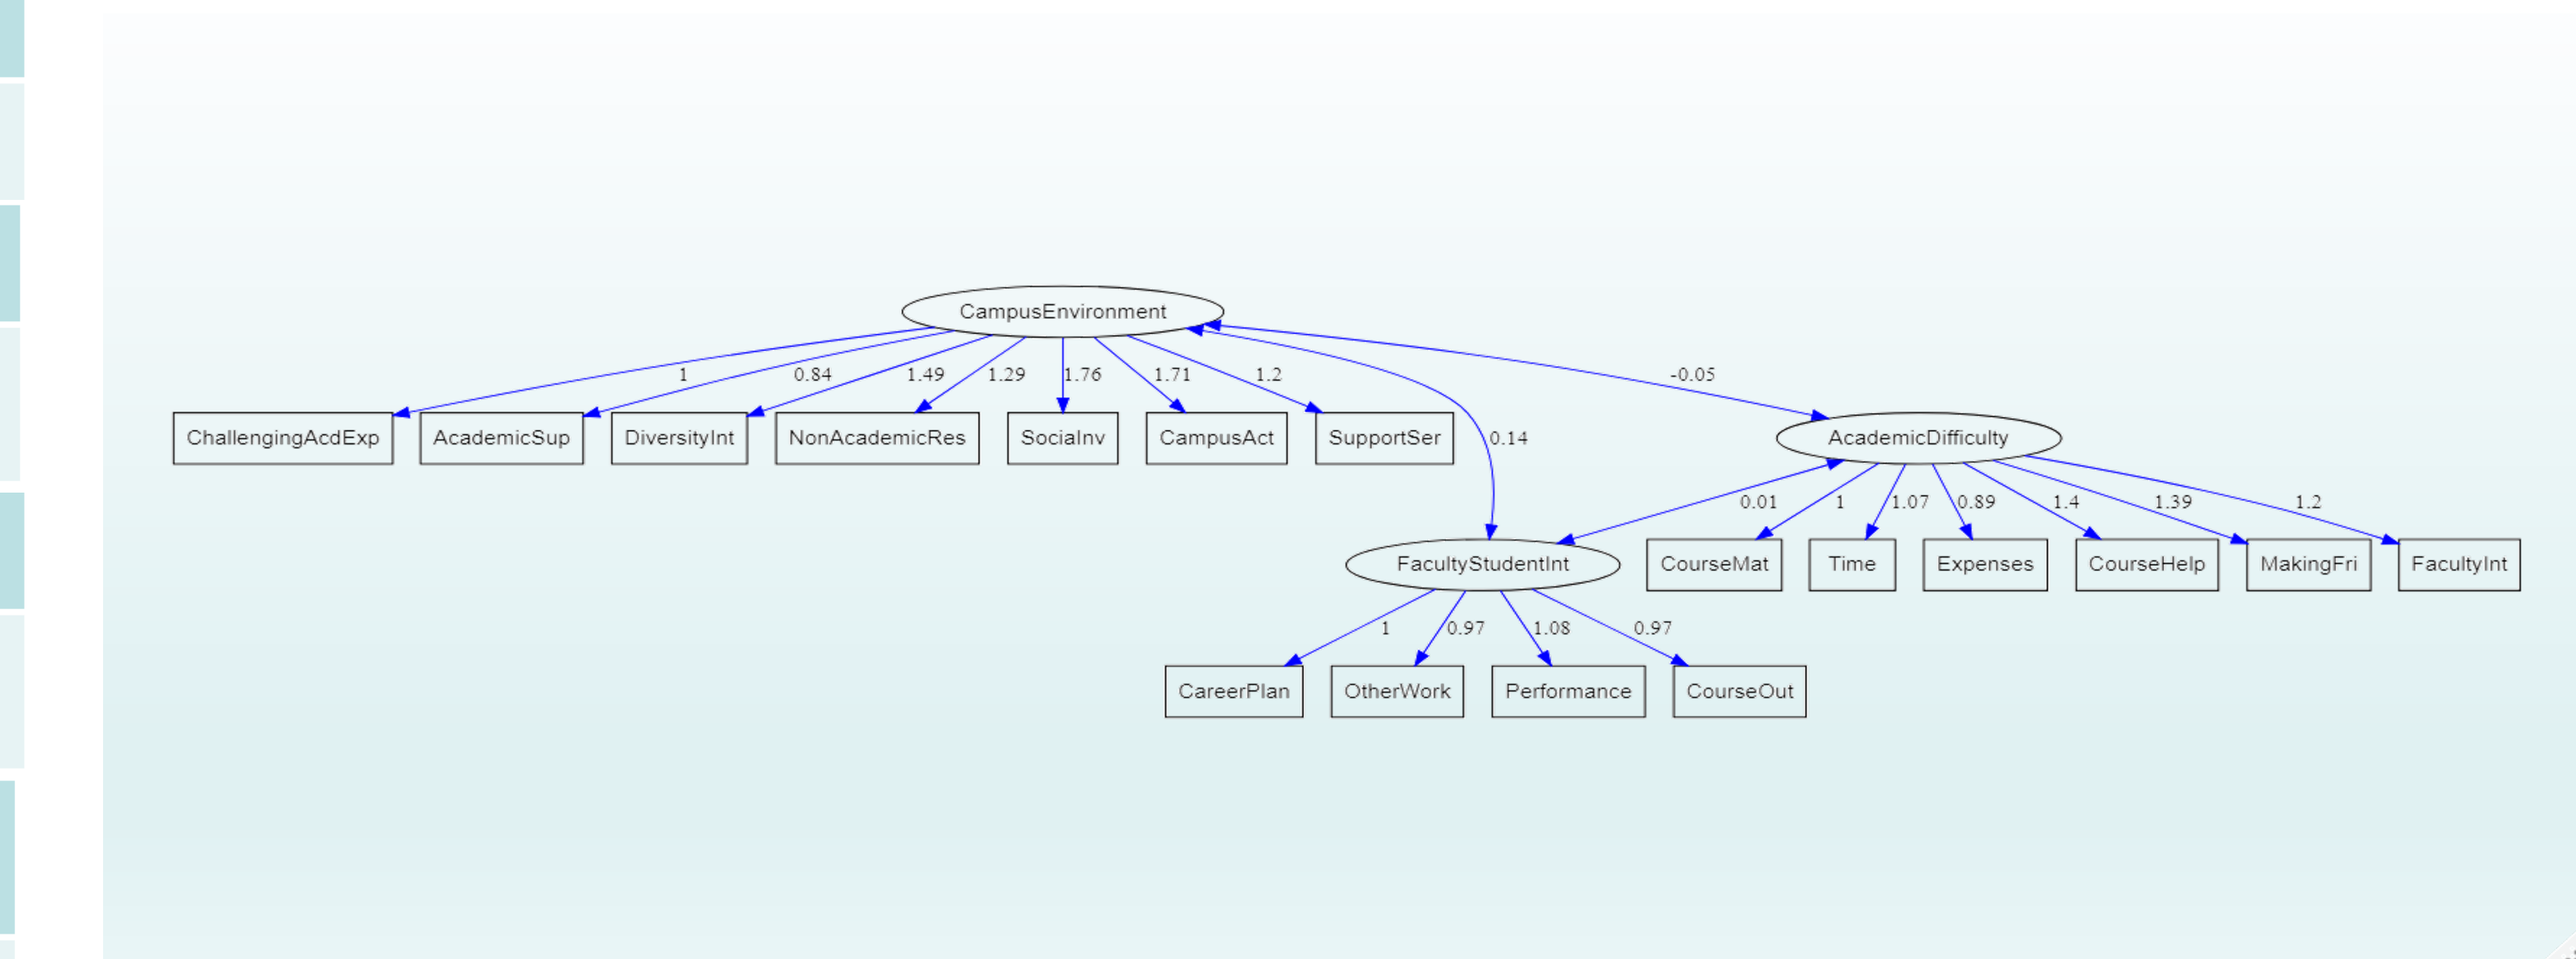 CampusEnvironment
1 0.84 1.49 1.29 1.76 1.71 1.2 -0.05
ChallengingAcdExp AcademicSup DiversityInt NonAcademicRes SociaInv CampusAct SupportSer 0.14 AcademicDifficulty
0.01 1 1.07 0.89 1.4 1.39 1.2
FacultyStudentInt CourseMat Time Expenses CourseHelp MakingFri FacultyInt
1 0.97 1.08 0.97
CareerPlan OtherWork Performance CourseOut